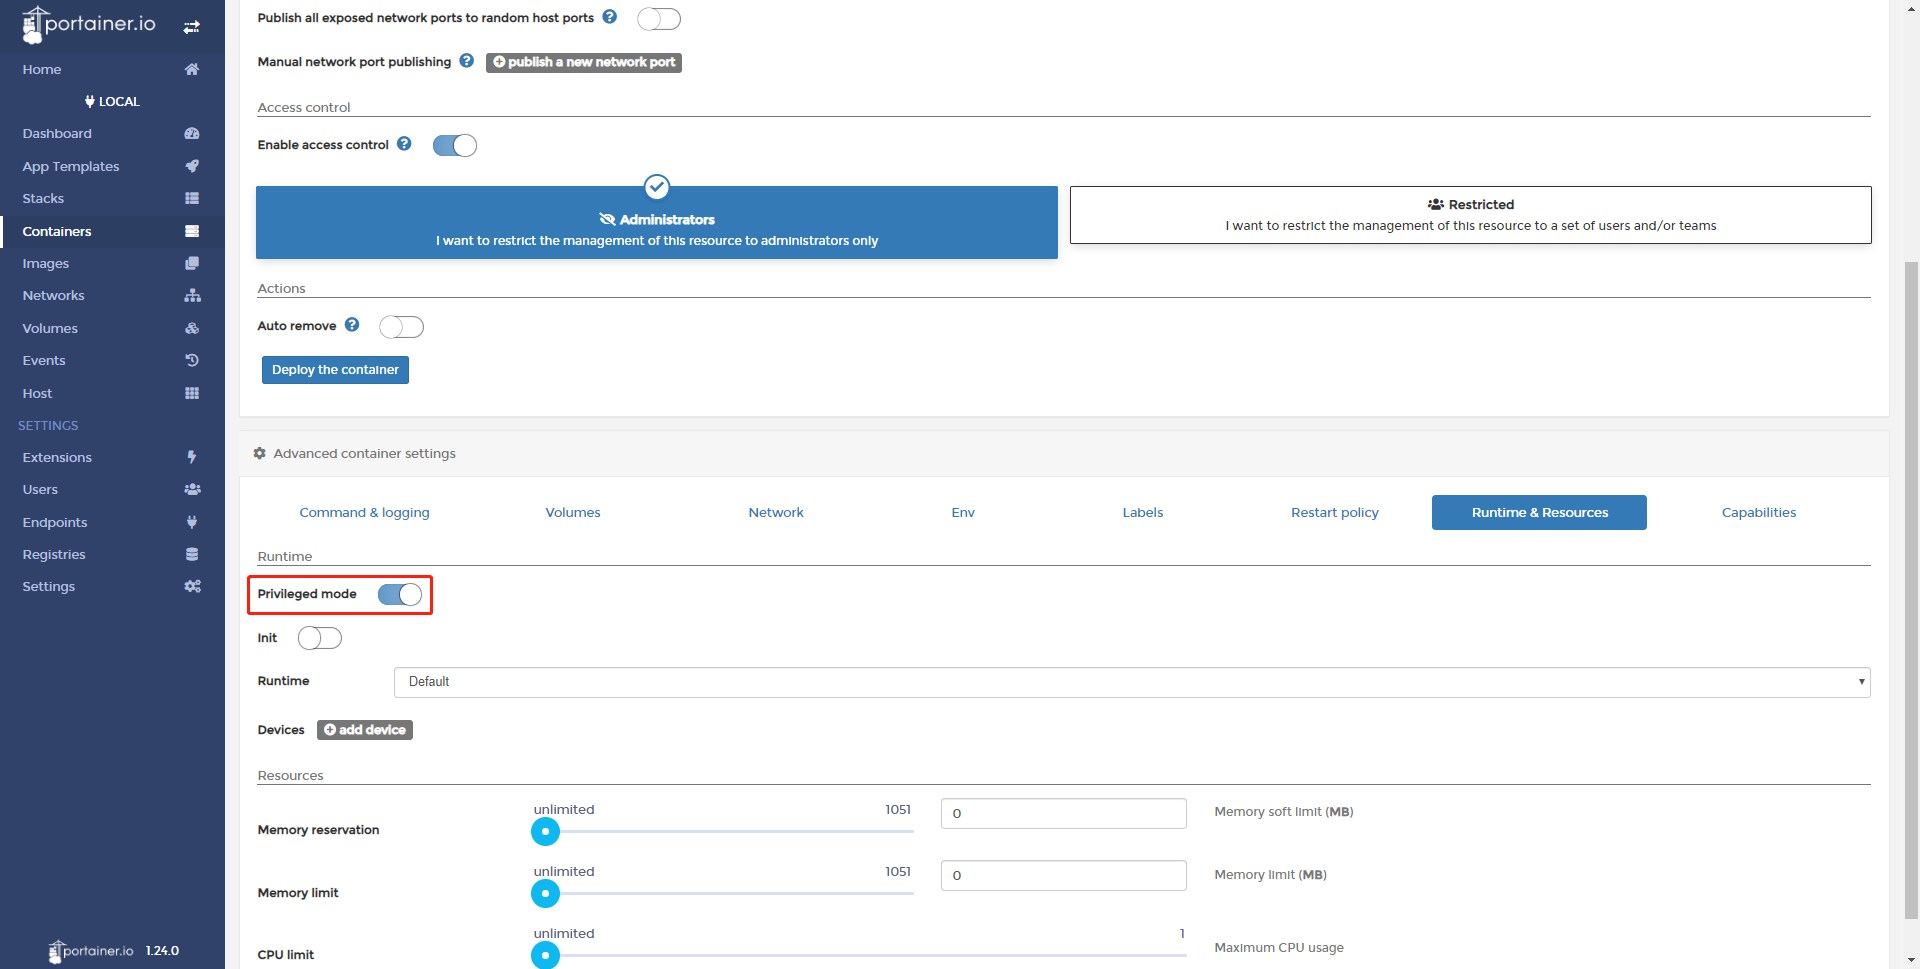 portainer.io
Home
LOCAL
Dashboard
App Templates
Stacks
Containers
Images
Networks
Volumes
Events
Host
SETTINGS
Extensions
Users
Endpoints
Registries
Settings
portainer.io 1.24.0
Publish all exposed network ports to random host ports
Manual network port publishing publish a new network port
Access control
Enable access control
Administrators
I want to restrict the management of this resource to administrators only
Restricted
I want to restrict the management of this resource to a set of users and/or teams
Actions
Auto remove
Deploy the container
Advanced container settings
Command & logging Volumes Network Env Labels Restart policy Runtime & Resources Capabilities
Runtime
Privileged mode
Init
Runtime Default
Devices add device
Resources
unlimited 1051
Memory reservation 0 Memory soft limit (MB)
unlimited 1051
Memory limit 0 Memory limit (MB)
unlimited 1
CPU limit Maximum CPU usage